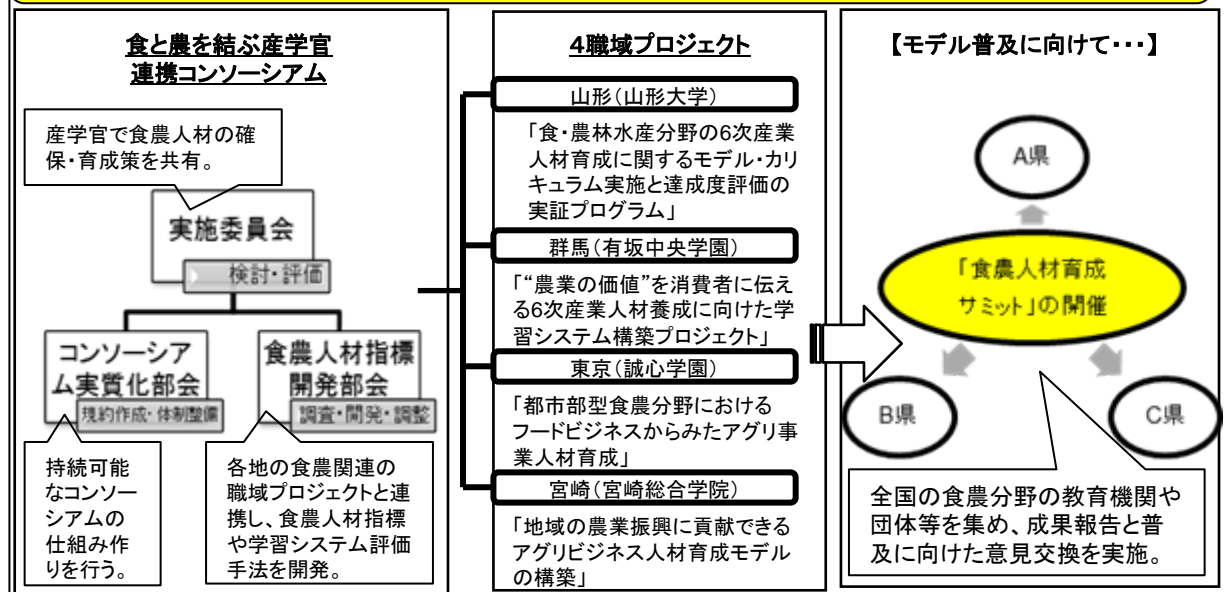 食と農を結ぶ産学官
連携コンソーシアム
産学官で食農人材の確
保・育成策を共有。
実施委員会
検討・評価
コンソーシア
ム実質化部会
規約作成・体制整備
食農人材指標
開発部会
調査・開発・調整
持続可能
なコンソー
シアムの
仕組み作
りを行う。
各地の食農関連の
職域プロジェクトと連
携し、食農人材指標
や学習システム評価
手法を開発。
4職域プロジェクト
山形(山形大学)
「食・農林水産分野の6次産業
人材育成に関するモデル・カリ
キュラム実施と達成度評価の
実証プログラム」
群馬(有坂中央学園)
「“農業の価値”を消費者に伝え
る6次産業人材養成に向けた学
習システム構築プロジェクト」
東京(誠心学園)
「都市部型食農分野における
フードビジネスからみたアグリ事
業人材育成」
宮崎(宮崎総合学院)
「地域の農業振興に貢献できる
アグリビジネス人材育成モデル
の構築」
【モデル普及に向けて・・・】
A県
「食農人材育成
サミット」の開催
B県
C県
全国の食農分野の教育機関や
団体等を集め、成果報告と普
及に向けた意見交換を実施。